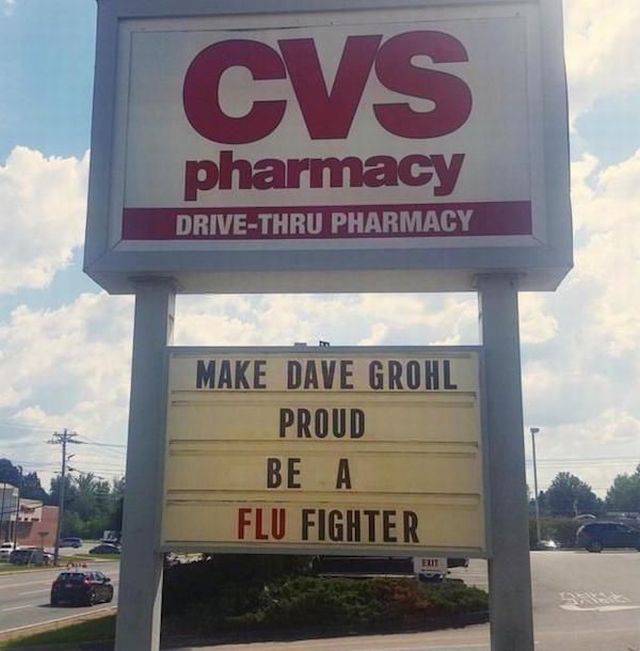 CVS
pharmacy
DRIVE-THRU PHARMACY
MAKE DAVE GROHL
PROUD
BE A
FLU FIGHTER
EXIT